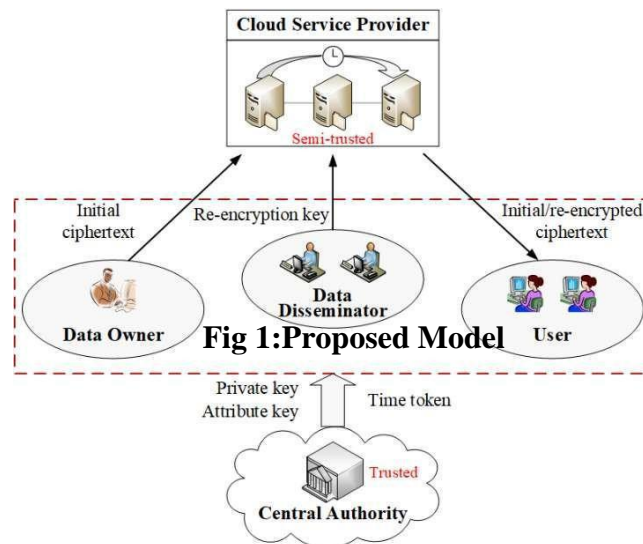 Cloud Service Provider
Semi-trusted
Initial
ciphertext
Re-encryption key
Initial/re-encrypted
ciphertext
Data Owner
Data
Disseminator
User
Fig 1:Proposed Model
Private key
Attribute key
Time token
Trusted
Central Authority